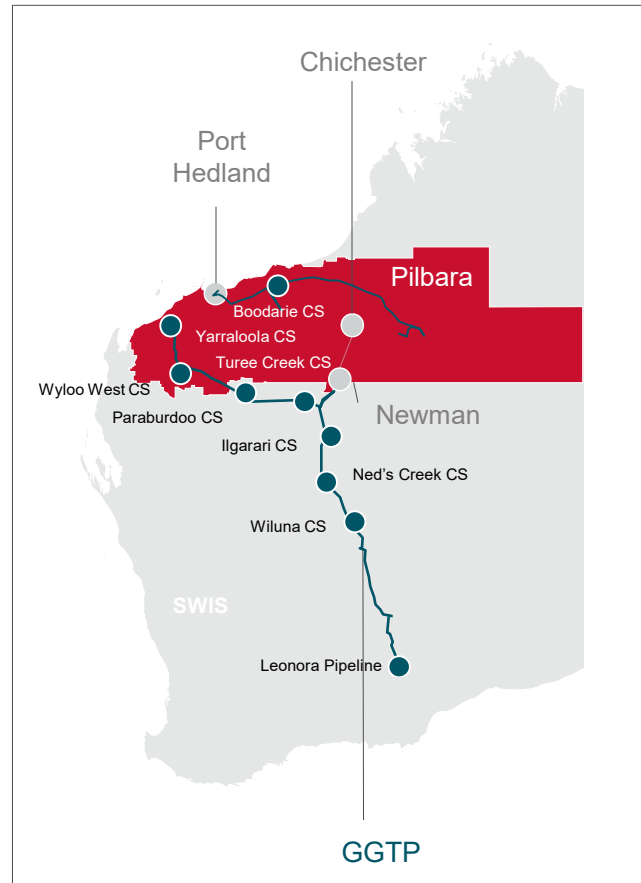 Chichester
Port
Hedland
Pilbara
Boodarie CS
Yarraloola CS
Turee Creek CS
Wyloo West CS
Paraburdoo CS
Newman
Ilgarari CS
Ned's Creek CS
Wiluna CS
SWIS
Leonora Pipeline
GGTP